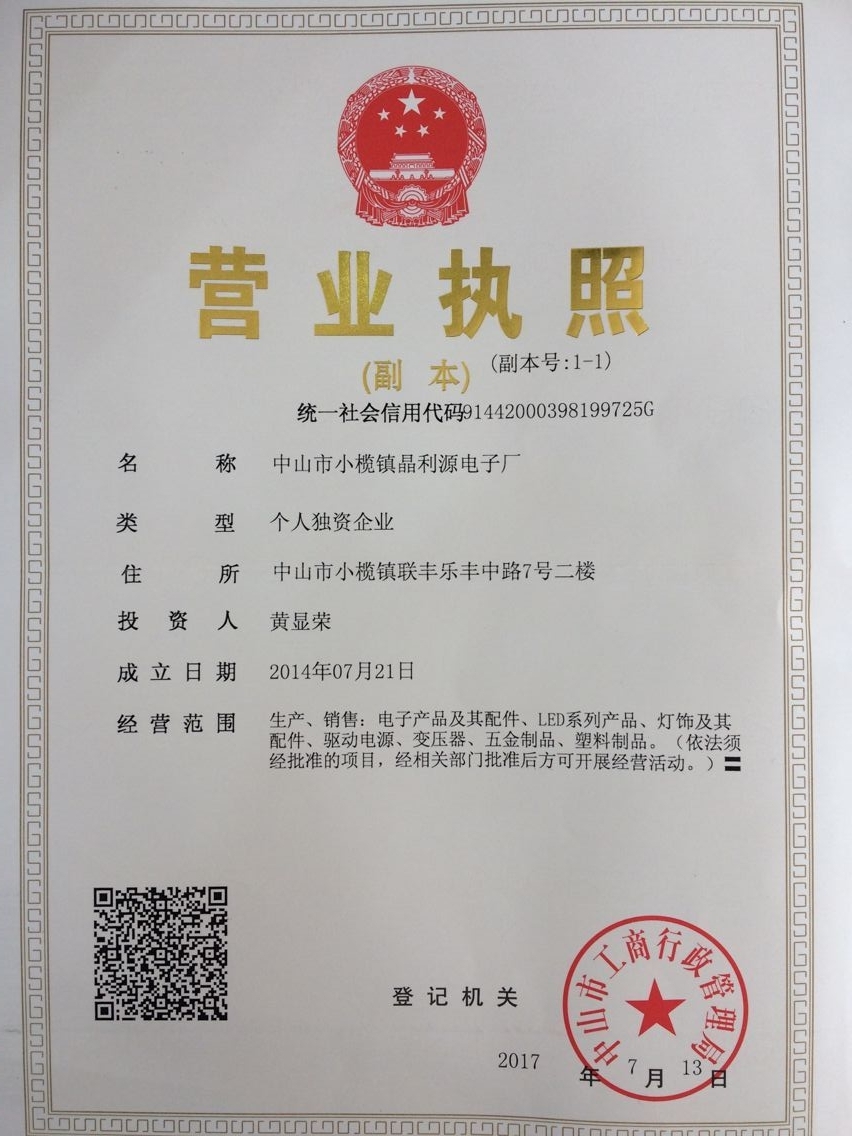 营业执照
(副 本) (副本号:1-1)
统一社会信用代码91442000398199725G
名 称 中山市小榄镇晶利源电子厂
类 型 个人独资企业
住 所 中山市小榄镇联丰乐丰中路7号二楼
投 资 人 黄显荣
成立日期 2014年07月21日
经营范围 生产、销售：电子产品及其配件、LED系列产品、灯饰及其
配件、驱动电源、变压器、五金制品、塑料制品。（依法须
经批准的项目，经相关部门批准后方可开展经营活动。）〓
中山市工商行政管理局
登记机关
2017 年 7 月 13 日